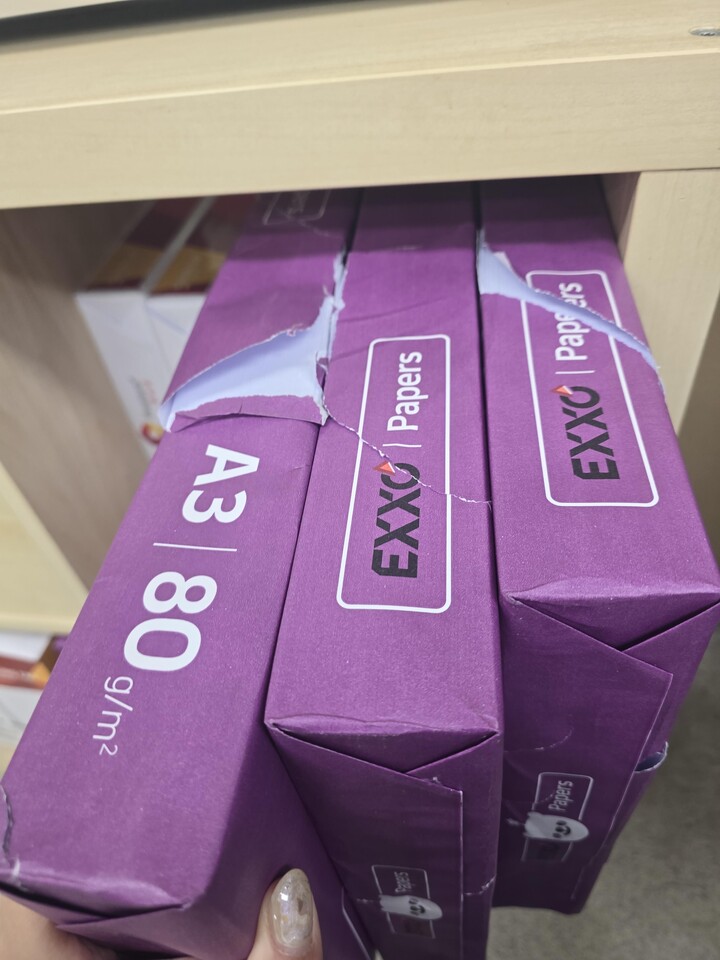 A3 | 80 g/m²
EXXO | Papers
EXXO | Papers
Papers
Papers